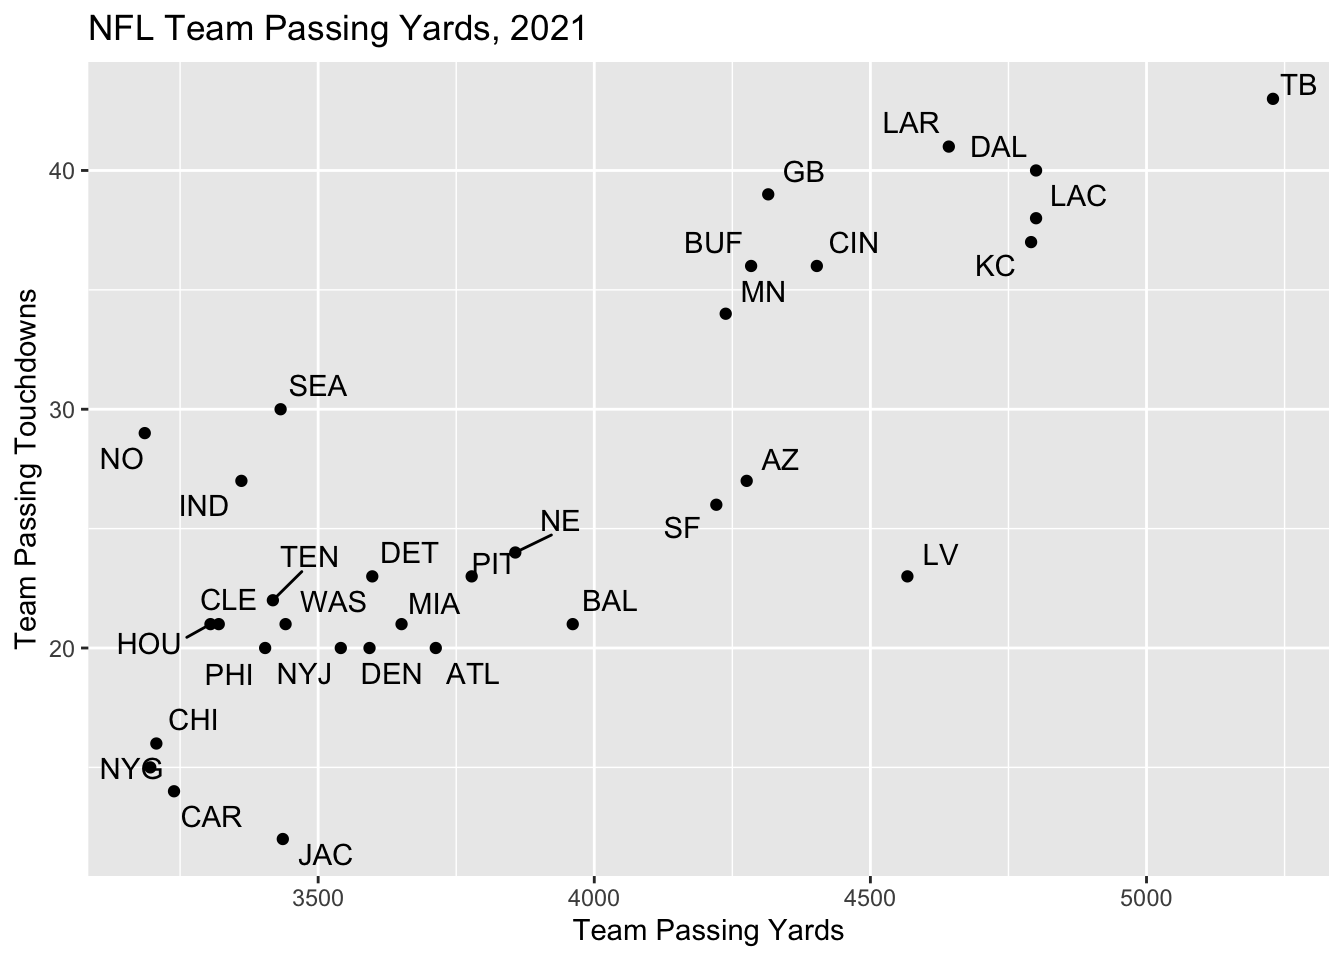 NFL Team Passing Yards, 2021
TB
LAR
DAL
40
GB
LAC
BUF
CIN
KC
MN
Team Passing Touchdowns
SEA
30
NO
AZ
IND
NE
SF
TEN
DET
PIT
LV
CLE
WAS
MIA
BAL
HOU
20
PHI
NYJ
DEN
ATL
CHI
NYG
CAR
JAC
3500
4000
4500
5000
Team Passing Yards